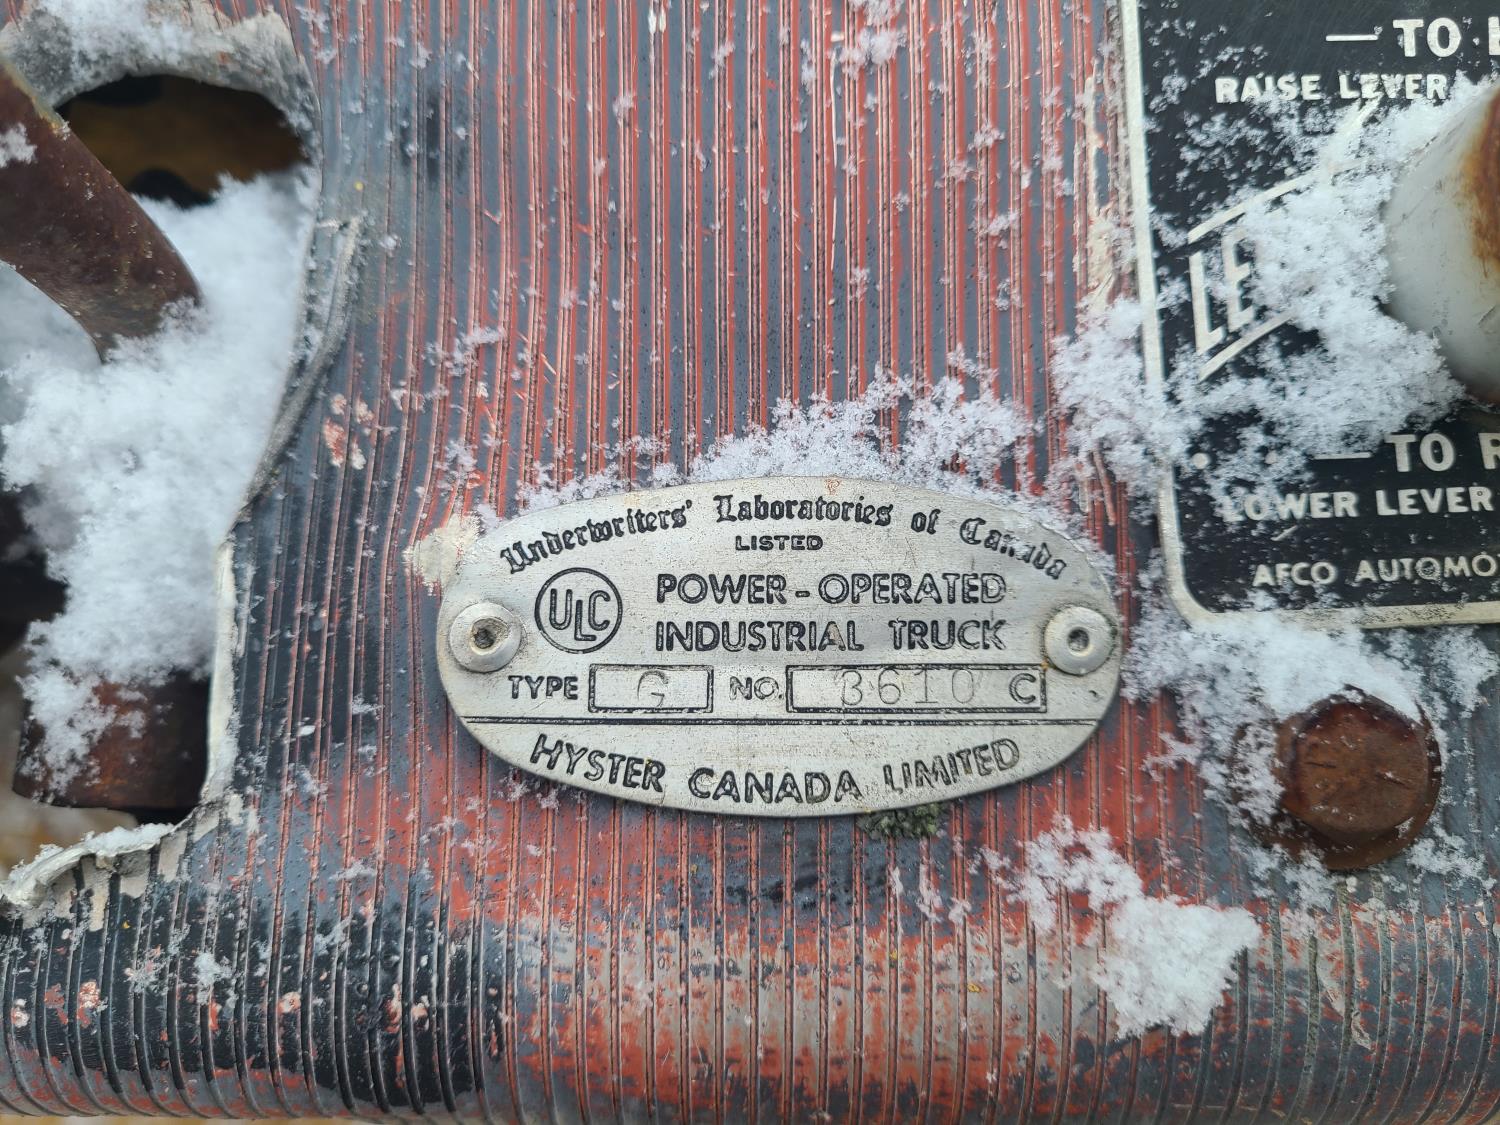 Underwriters' Laboratories of Canada
LISTED
ULC
POWER-OPERATED
INDUSTRIAL TRUCK
TYPE G NO. 3610 C
HYSTER CANADA LIMITED
— TO
RAISE LEVER
— TO
LOWER LEVER
AFCO